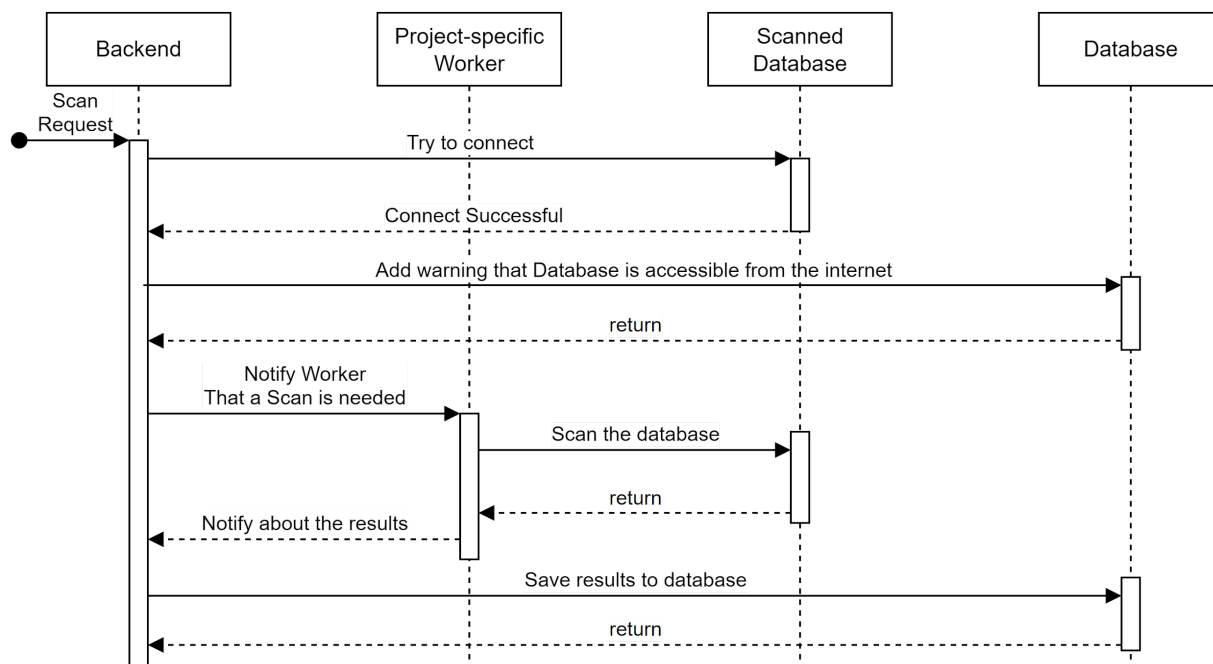 Backend
Project-specific
Worker
Scanned
Database
Database
Scan
Request
Try to connect
Connect Successful
Add warning that Database is accessible from the internet
return
Notify Worker
That a Scan is needed
Scan the database
return
Notify about the results
Save results to database
return